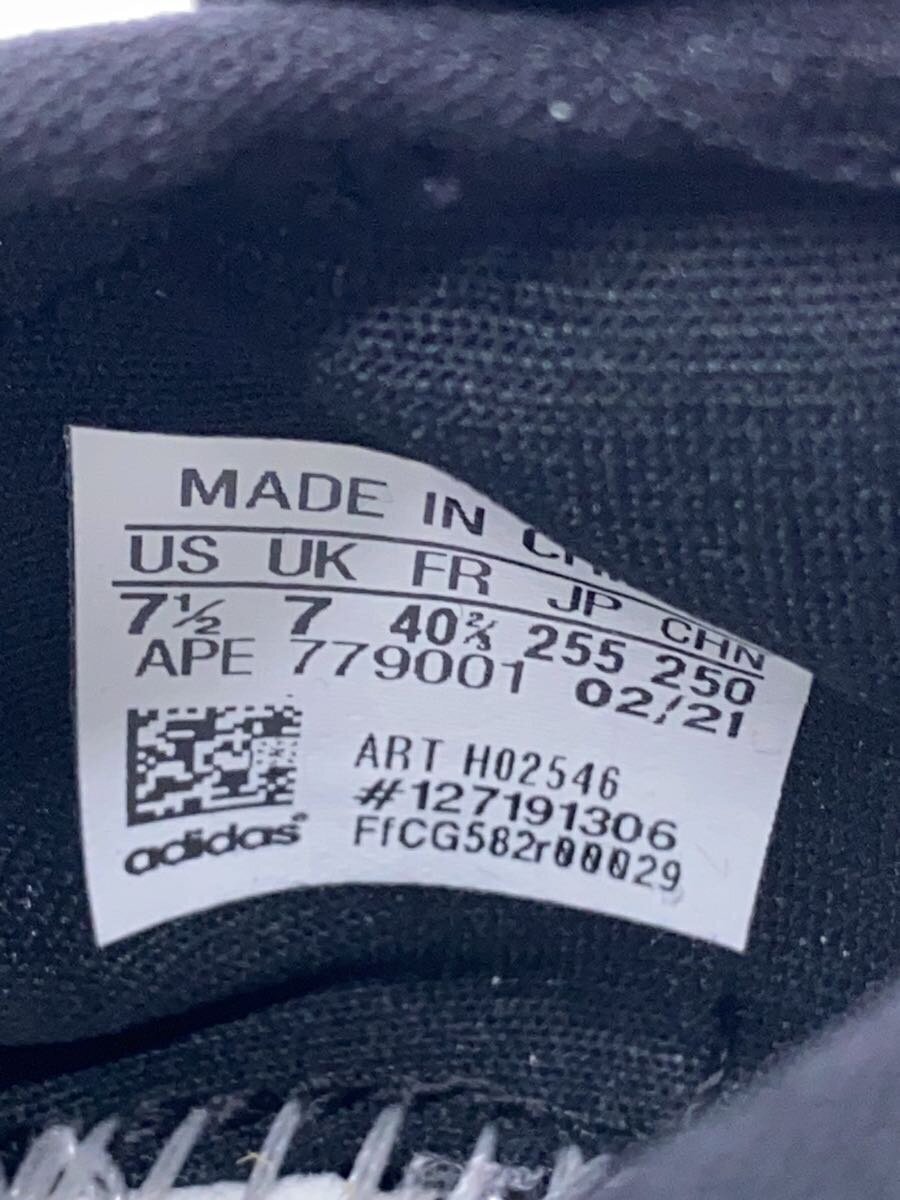 MADE IN
US UK FR JP CHN
7½ 7 40⅔ 255 250
APE 779001 02/21
ART H02546
#127191306
FfCG582r00029
adidas